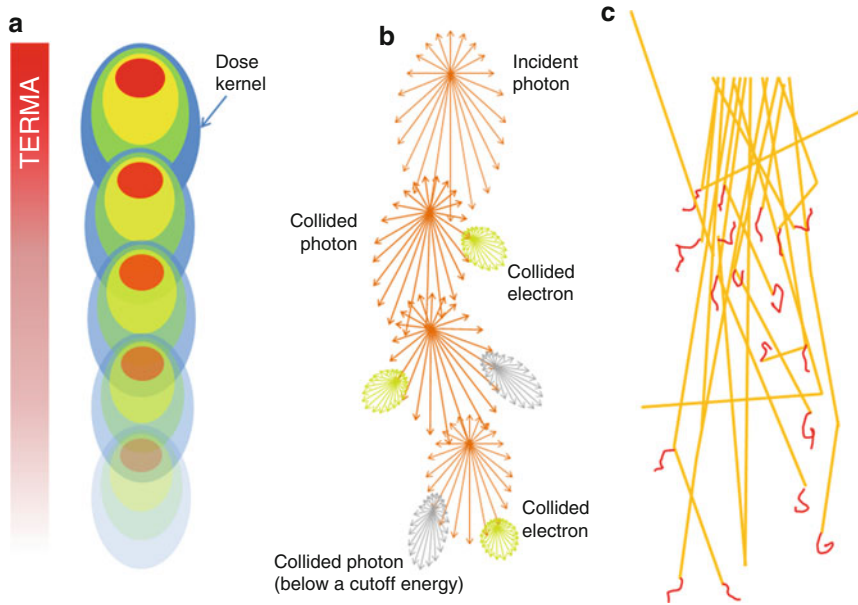 a
TERMA
Dose
kernel
b
Incident
photon
Collided
photon
Collided
electron
Collided
electron
Collided photon
(below a cutoff energy)
c